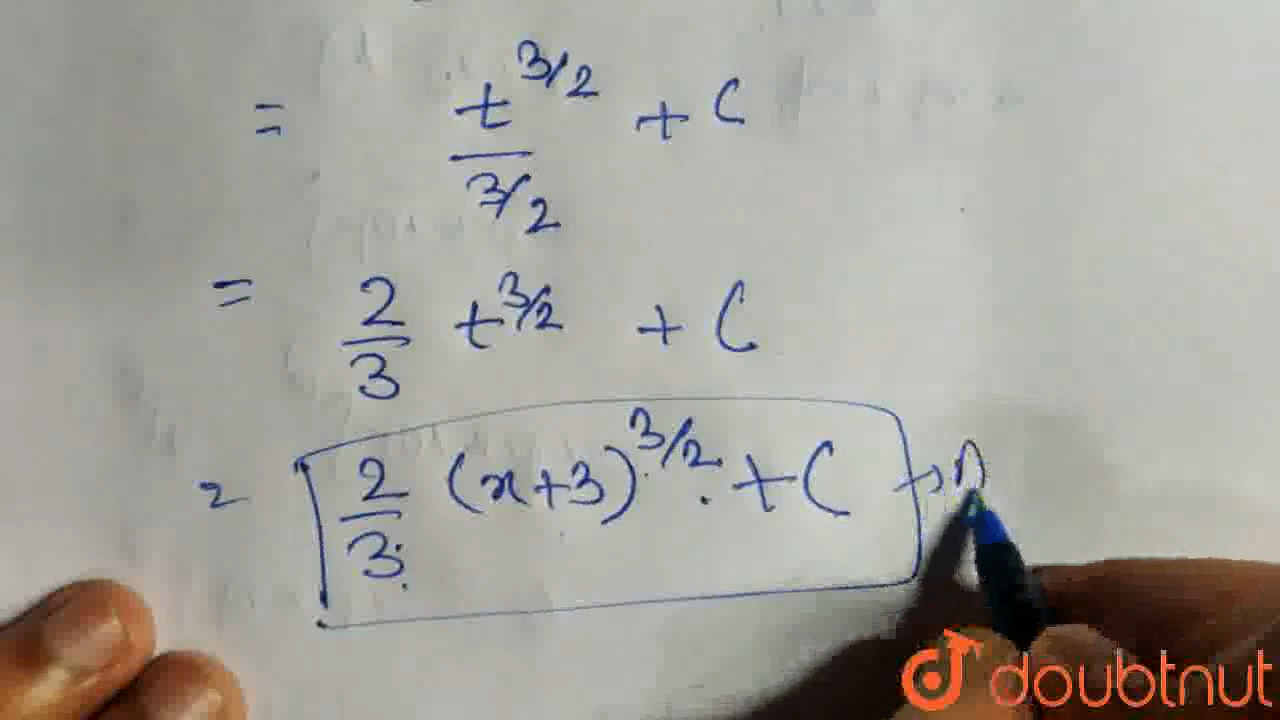 = t^3/2 / 3/2 + C
= 2/3 t^3/2 + C
= 2/3 (x+3)^3/2 + C
doubtnut